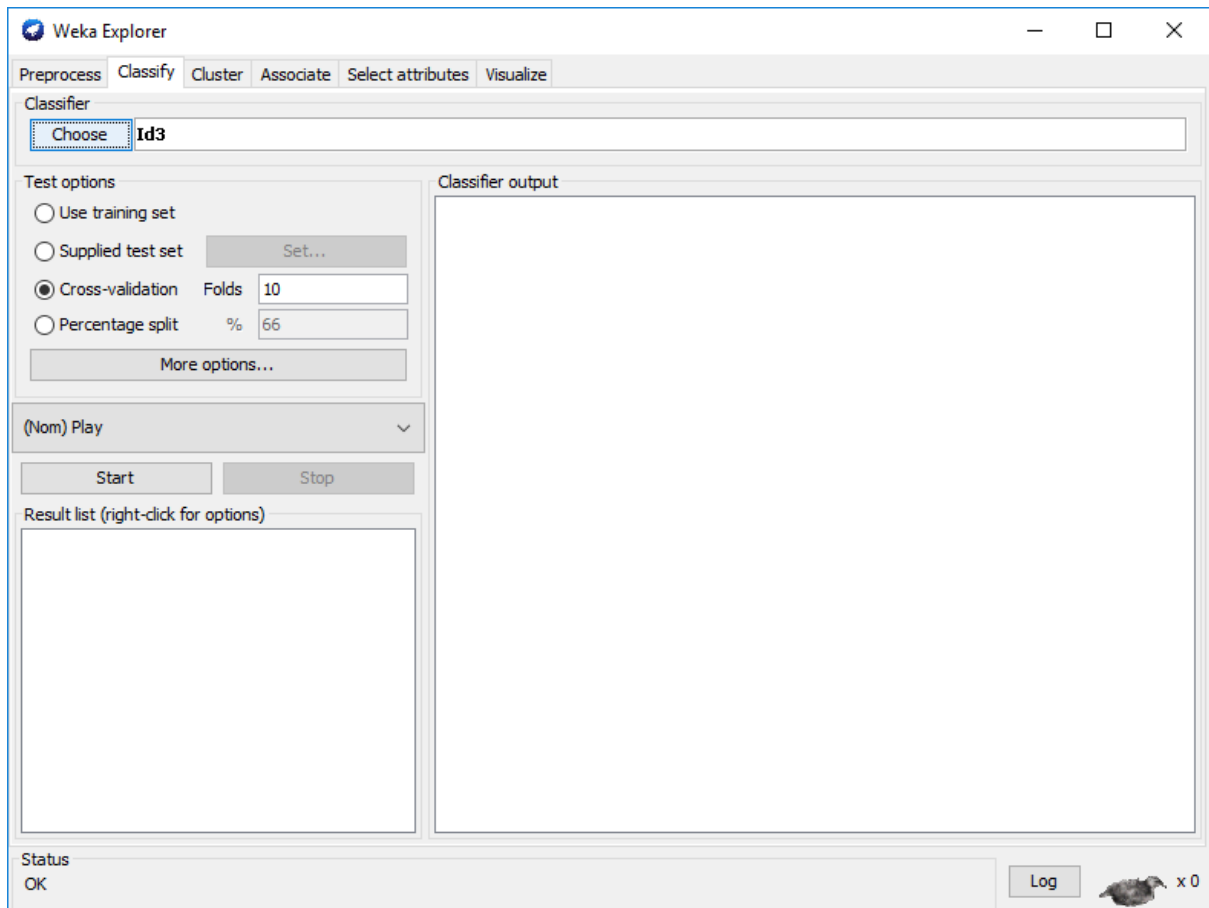 Weka Explorer
Preprocess Classify Cluster Associate Select attributes Visualize
Classifier
Choose Id3
Test options
Use training set
Supplied test set Set...
Cross-validation Folds 10
Percentage split % 66
More options...
(Nom) Play
Start Stop
Result list (right-click for options)
Classifier output
Status
OK
Log x 0